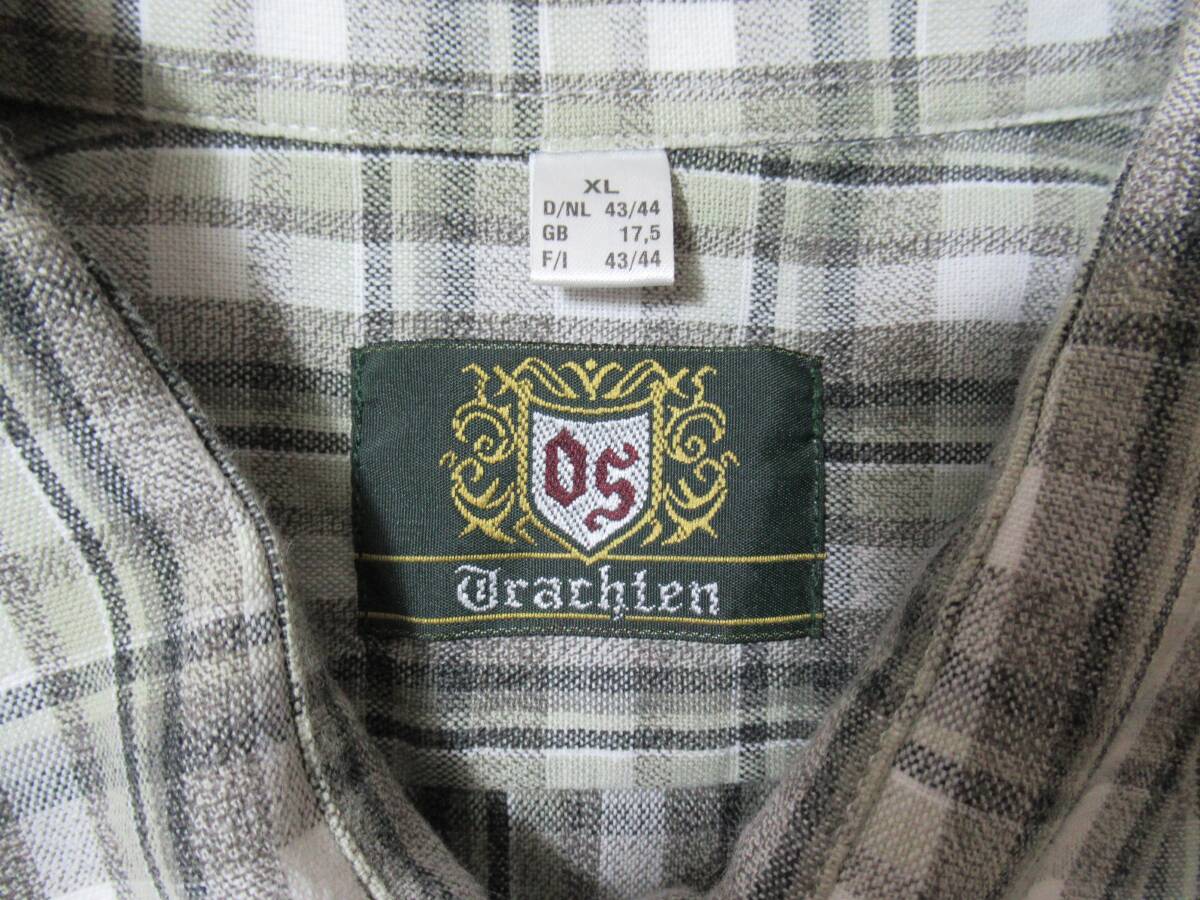 XL
D/NL 43/44
GB 17,5
F/I 43/44
OS
Trachten